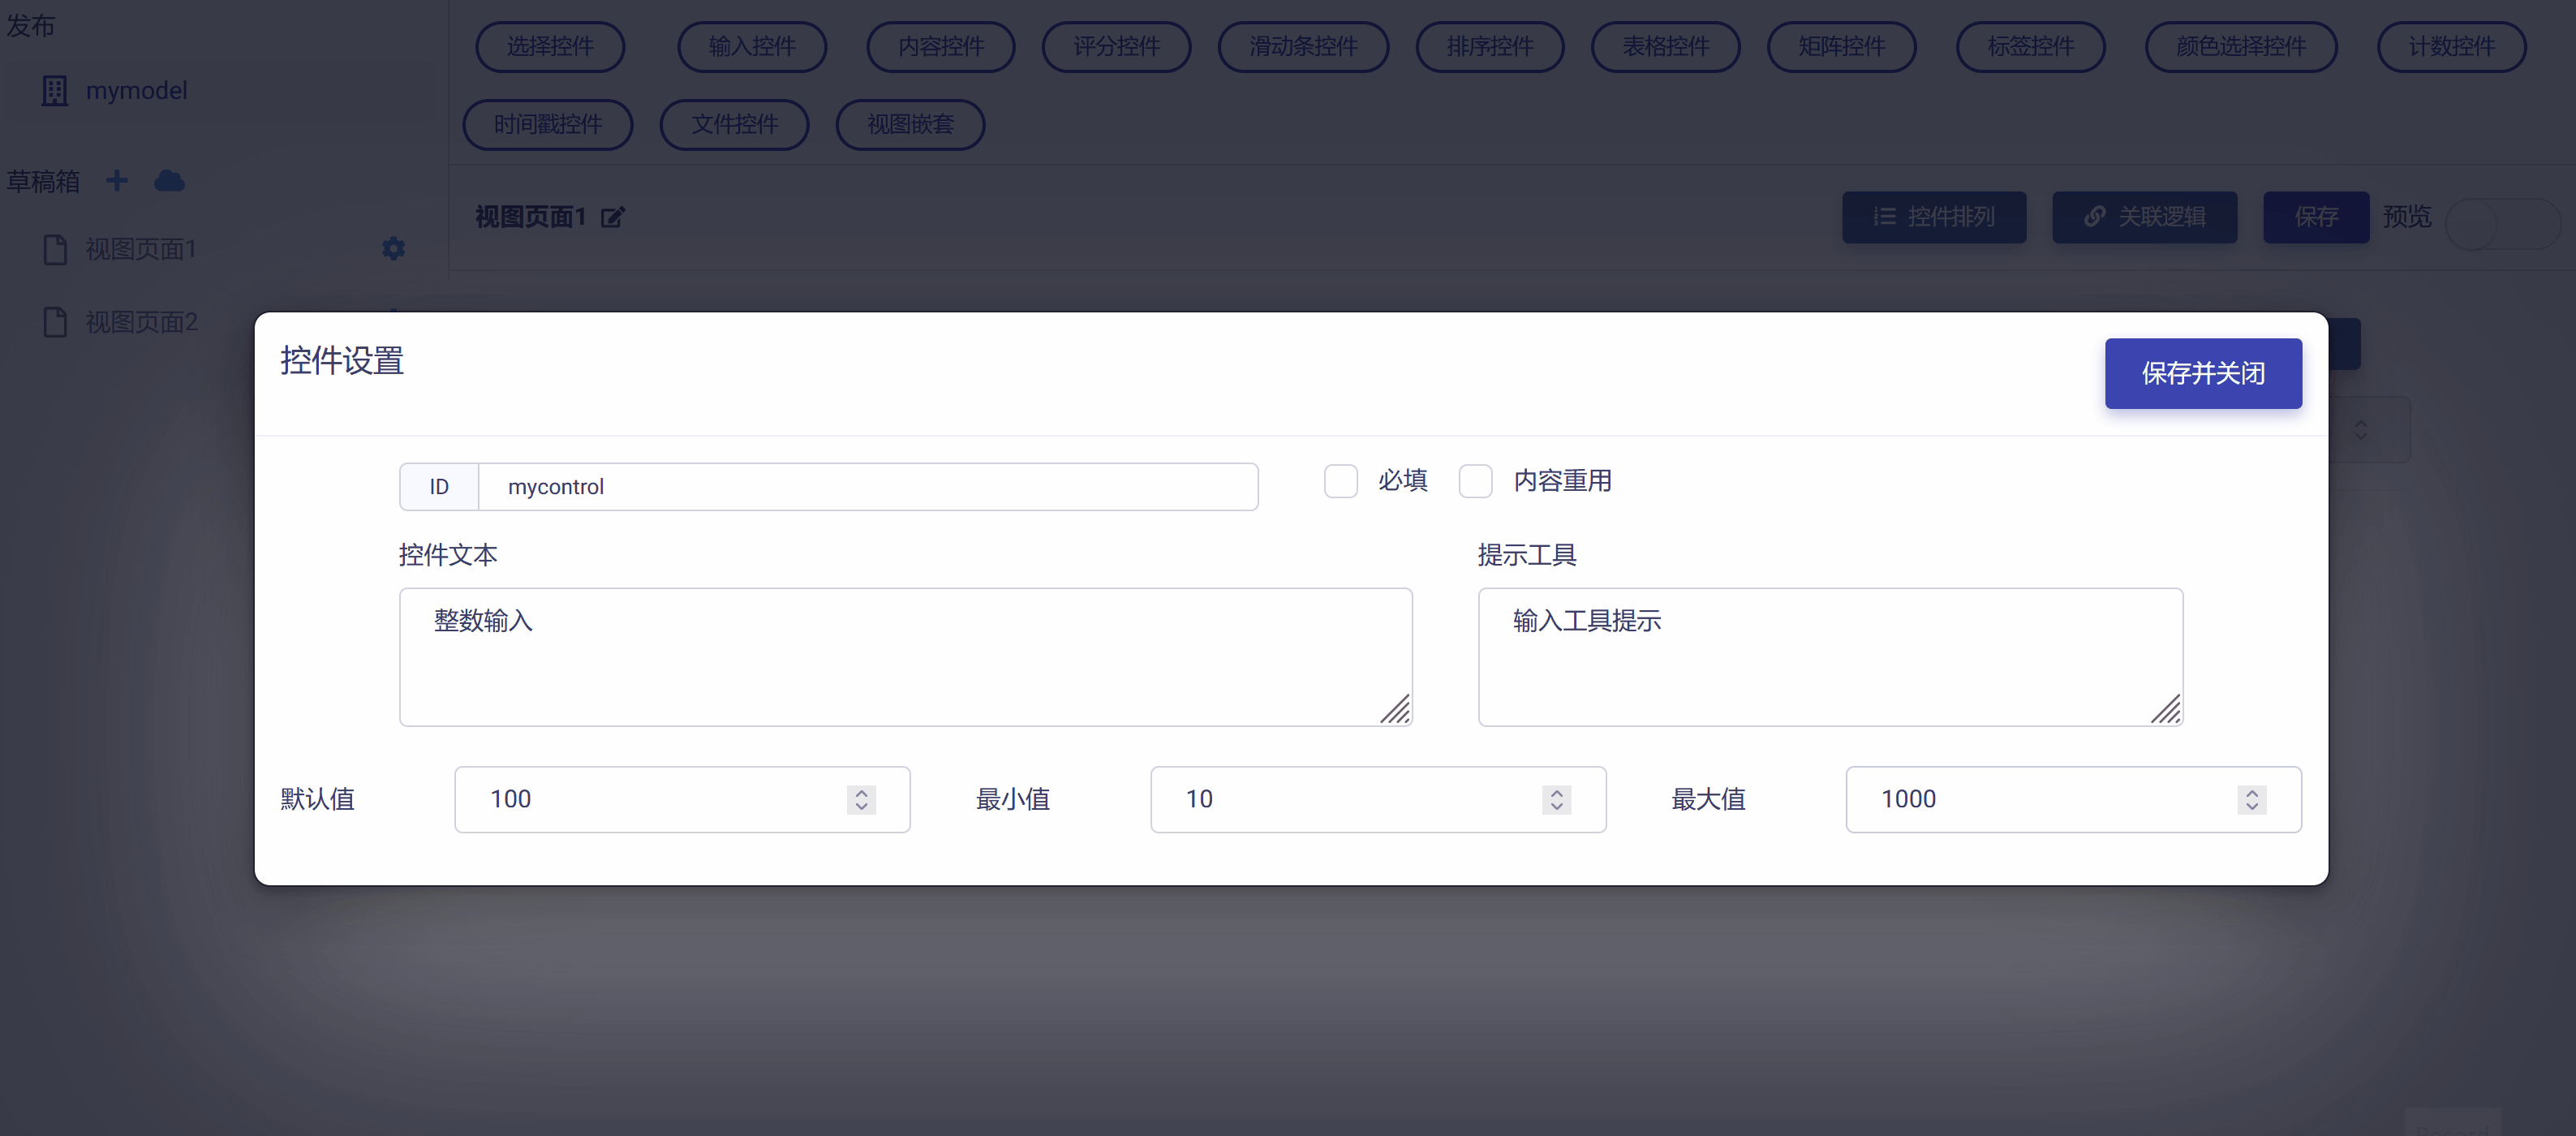 发布
mymodel
草稿箱
视图页面1
视图页面2
选择控件 输入控件 内容控件 评分控件 滑动条控件 排序控件 表格控件 矩阵控件 标签控件 颜色选择控件 计数控件
时间戳控件 文件控件 视图嵌套
视图页面1 控件排列 关联逻辑 保存 预览
控件设置 保存并关闭
ID mycontrol 必填 内容重用
控件文本 提示工具
整数输入 输入工具提示
默认值 100 最小值 10 最大值 1000